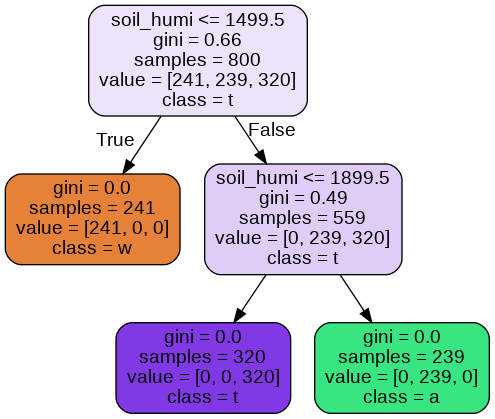 soil_humi <= 1499.5
gini = 0.66
samples = 800
value = [241, 239, 320]
class = t
True
False
gini = 0.0
samples = 241
value = [241, 0, 0]
class = w
soil_humi <= 1899.5
gini = 0.49
samples = 559
value = [0, 239, 320]
class = t
gini = 0.0
samples = 320
value = [0, 0, 320]
class = t
gini = 0.0
samples = 239
value = [0, 239, 0]
class = a